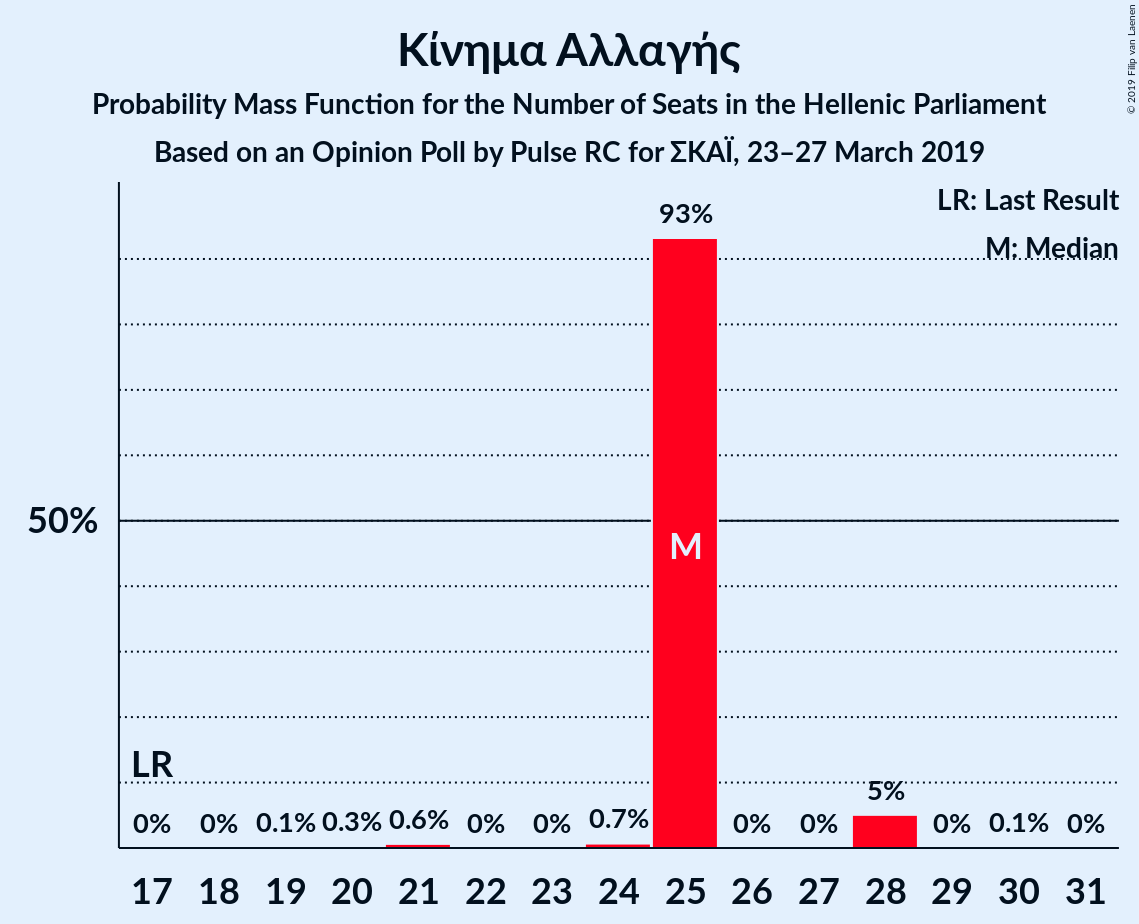 Κίνημα Αλλαγής
Probability Mass Function for the Number of Seats in the Hellenic Parliament
Based on an Opinion Poll by Pulse RC for ΣΚΑΪ, 23–27 March 2019
© 2019 Filip van Laenen
LR: Last Result
M: Median
93%
50%
M
LR
5%
0% 0% 0.1% 0.3% 0.6% 0% 0% 0.7% 0% 0% 0% 0.1% 0%
17 18 19 20 21 22 23 24 25 26 27 28 29 30 31